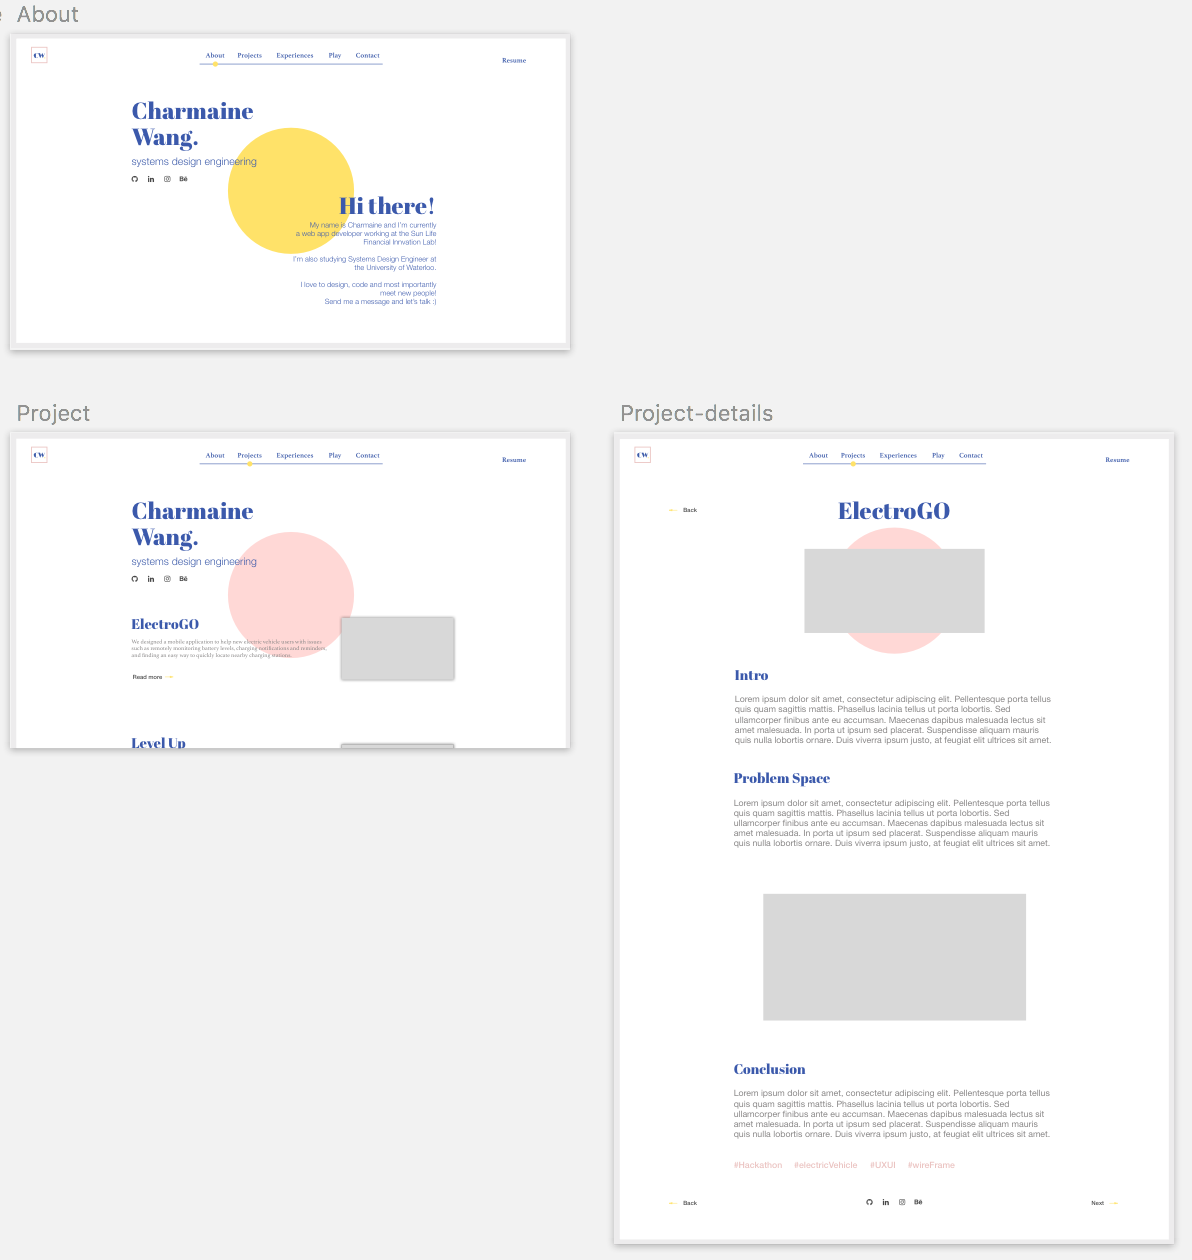 About
CW
About Projects Experiences Play Contact
Resume
Charmaine
Wang.
systems design engineering
Bē
Hi there!
My name is Charmaine and I'm currently
a web app developer working at the Sun Life
Financial Innvation Lab!
I'm also studying Systems Design Engineer at
the University of Waterloo.
I love to design, code and most importantly
meet new people!
Send me a message and let's talk :)
Project
CW
About Projects Experiences Play Contact
Resume
Charmaine
Wang.
systems design engineering
Bē
ElectroGO
We designed a mobile application to help new electric vehicle users with issues
such as remotely monitoring battery levels, charging notifications and reminders,
and finding an easy way to quickly locate nearby charging stations.
Read more
Level Up
Project-details
CW
About Projects Experiences Play Contact
Resume
Back
ElectroGO
Intro
Lorem ipsum dolor sit amet, consectetur adipiscing elit. Pellentesque porta tellus
quis quam sagittis mattis. Phasellus lacinia tellus ut porta lobortis. Sed
ullamcorper finibus ante eu accumsan. Maecenas dapibus malesuada lectus sit
amet malesuada. In porta ut ipsum sed placerat. Suspendisse aliquam mauris
quis nulla lobortis ornare. Duis viverra ipsum justo, at feugiat elit ultrices sit amet.
Problem Space
Lorem ipsum dolor sit amet, consectetur adipiscing elit. Pellentesque porta tellus
quis quam sagittis mattis. Phasellus lacinia tellus ut porta lobortis. Sed
ullamcorper finibus ante eu accumsan. Maecenas dapibus malesuada lectus sit
amet malesuada. In porta ut ipsum sed placerat. Suspendisse aliquam mauris
quis nulla lobortis ornare. Duis viverra ipsum justo, at feugiat elit ultrices sit amet.
Conclusion
Lorem ipsum dolor sit amet, consectetur adipiscing elit. Pellentesque porta tellus
quis quam sagittis mattis. Phasellus lacinia tellus ut porta lobortis. Sed
ullamcorper finibus ante eu accumsan. Maecenas dapibus malesuada lectus sit
amet malesuada. In porta ut ipsum sed placerat. Suspendisse aliquam mauris
quis nulla lobortis ornare. Duis viverra ipsum justo, at feugiat elit ultrices sit amet.
#Hackathon #electricVehicle #UXUI #wireFrame
Back
Bē
Next